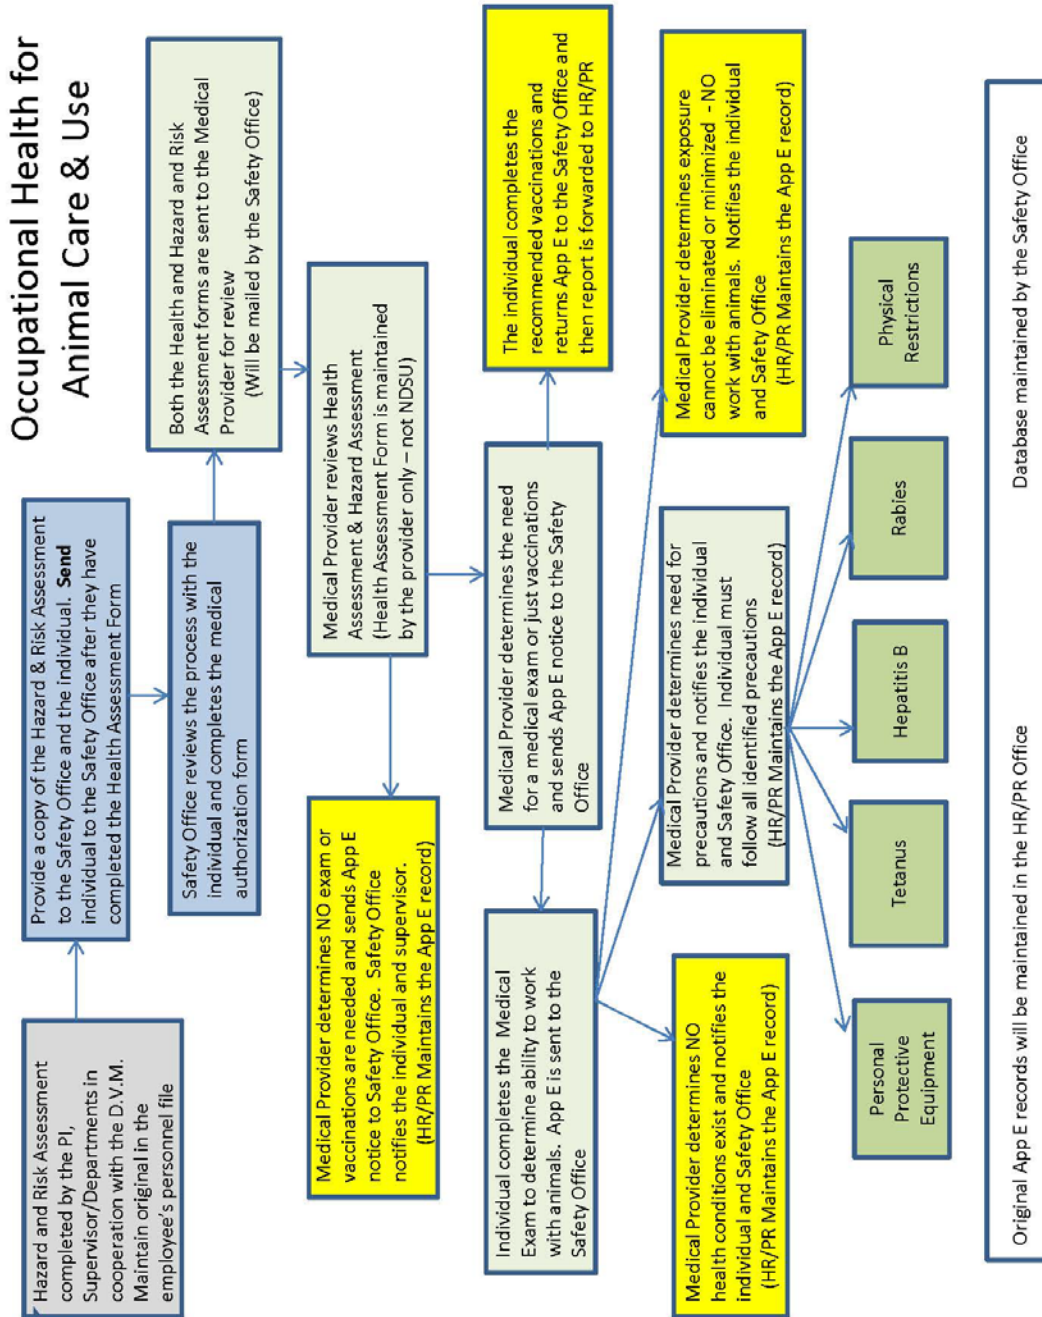 Occupational Health for
Animal Care & Use
Hazard and Risk Assessment
completed by the PI,
Supervisor/Departments in
cooperation with the D.V.M.
Maintain original in the
employee's personnel file
Provide a copy of the Hazard & Risk Assessment
to the Safety Office and the individual.  Send
individual to the Safety Office after they have
completed the Health Assessment Form
Safety Office reviews the process with the
individual and completes the medical
authorization form
Both the Health and Hazard and Risk
Assessment forms are sent to the Medical
Provider for review
(Will be mailed by the Safety Office)
Medical Provider reviews Health
Assessment & Hazard Assessment
(Health Assessment Form is maintained
by the provider only – not NDSU)
Medical Provider determines NO exam or
vaccinations are needed and sends App E
notice to Safety Office.  Safety Office
notifies the individual and supervisor.
(HR/PR Maintains the App E record)
Medical Provider determines the need
for a medical exam or just vaccinations
and sends App E notice to the Safety
Office
The individual completes the
recommended vaccinations and
returns App E to the Safety Office and
then report is forwarded to HR/PR
Individual completes the  Medical
Exam to determine ability to work
with animals.  App E is sent to the
Safety Office
Medical Provider determines NO
health conditions exist and notifies the
individual and Safety Office
(HR/PR Maintains the App E record)
Medical Provider determines need for
precautions and notifies the individual
and Safety Office.  Individual must
follow all identified precautions
(HR/PR Maintains the App E record)
Medical Provider determines exposure
cannot be eliminated or minimized  - NO
work with animals.  Notifies the individual
and Safety Office
(HR/PR Maintains the App E record)
Personal
Protective
Equipment
Tetanus
Hepatitis B
Rabies
Physical
Restrictions
Original App E records will be maintained in the HR/PR Office
Database maintained by the Safety Office